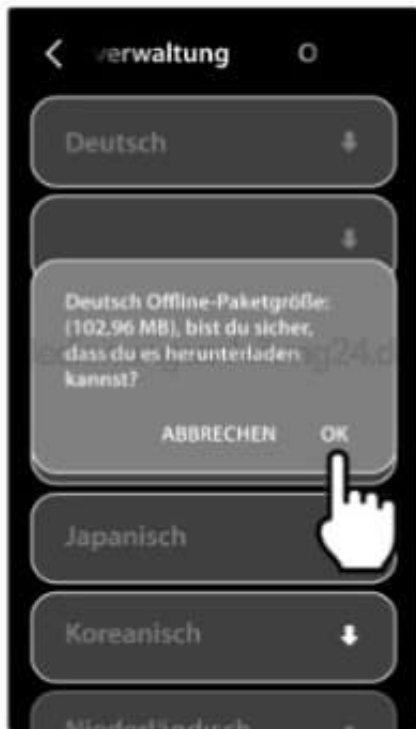 verwaltung O
Deutsch
Deutsch Offline-Paketgröße:
(102,96 MB), bist du sicher,
dass du es herunterladen
kannst?
ABBRECHEN OK
Japanisch
Koreanisch
Niederländisch